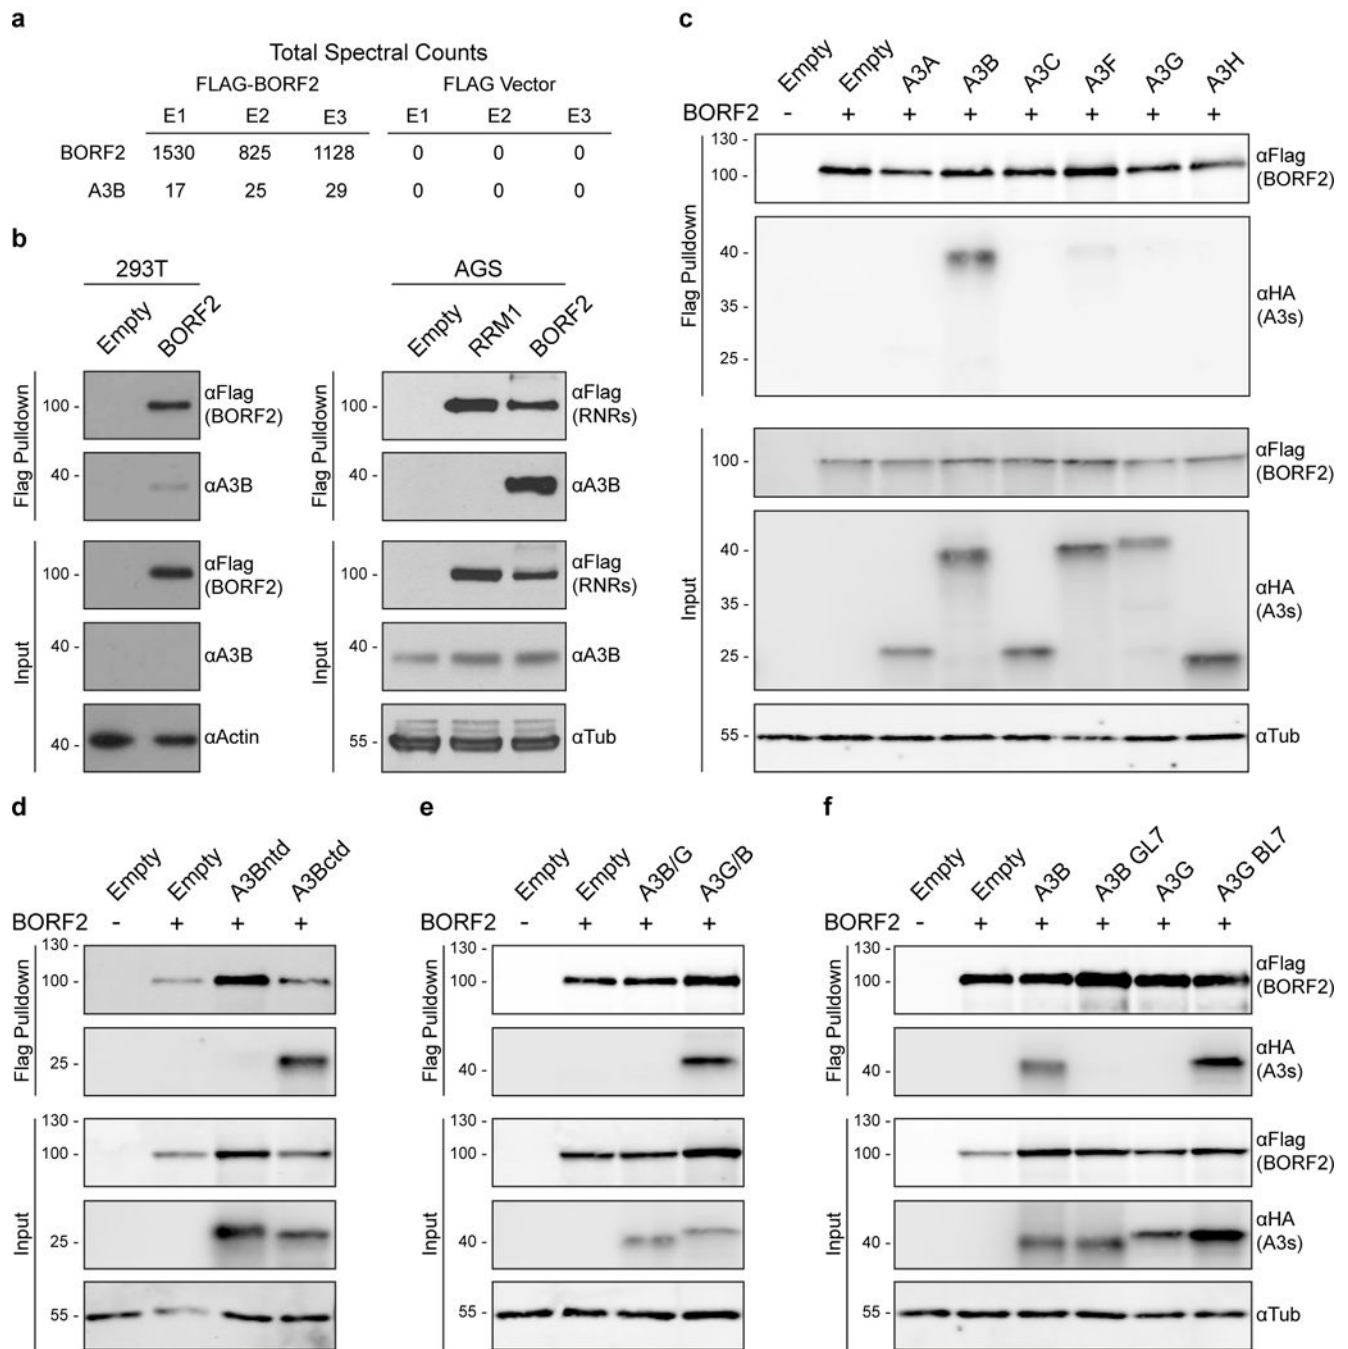 a
Total Spectral Counts
FLAG-BORF2 FLAG Vector
E1 E2 E3 E1 E2 E3
BORF2 1530 825 1128 0 0 0
A3B 17 25 29 0 0 0
b
293T
Empty BORF2
Flag Pulldown
100 - αFlag (BORF2)
40 - αA3B
Input
100 - αFlag (BORF2)
40 - αA3B
40 - αActin
AGS
Empty RRM1 BORF2
Flag Pulldown
100 - αFlag (RNRs)
αA3B
40 -
Input
100 - αFlag (RNRs)
40 - αA3B
55 - αTub
c
Empty Empty A3A A3B A3C A3F A3G A3H
BORF2 - + + + + + + +
Flag Pulldown
130 -
100 - αFlag (BORF2)
40 -
35 - αHA (A3s)
25 -
Input
100 - αFlag (BORF2)
40 -
35 - αHA (A3s)
25 -
55 - αTub
d
Empty Empty A3Bntd A3Bctd
BORF2 - + + +
Flag Pulldown
130 -
100 -
25 -
Input
130 -
100 -
25 -
55 -
e
Empty Empty A3B/G A3G/B
BORF2 - + + +
Flag Pulldown
130 -
100 -
40 -
Input
130 -
100 -
40 -
55 -
f
Empty Empty A3B A3B GL7 A3G A3G BL7
BORF2 - + + + + +
Flag Pulldown
130 -
100 - αFlag (BORF2)
40 - αHA (A3s)
Input
130 -
100 - αFlag (BORF2)
40 - αHA (A3s)
55 - αTub